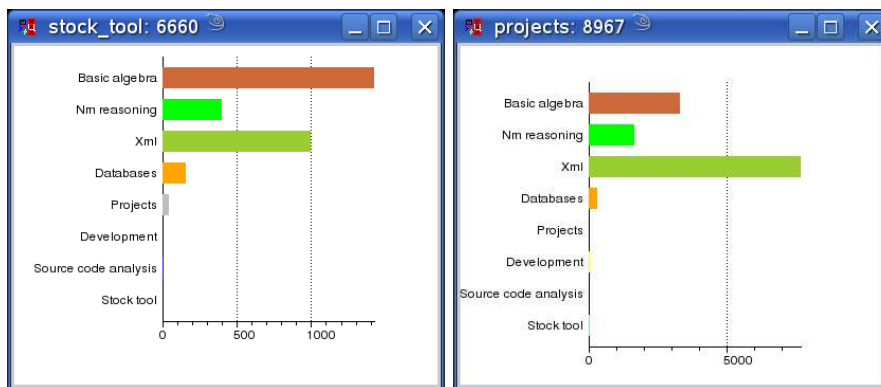 stock_tool: 6660
Basic algebra
Nm reasoning
Xml
Databases
Projects
Development
Source code analysis
Stock tool
0 500 1000
projects: 8967
Basic algebra
Nm reasoning
Xml
Databases
Projects
Development
Source code analysis
Stock tool
0 5000